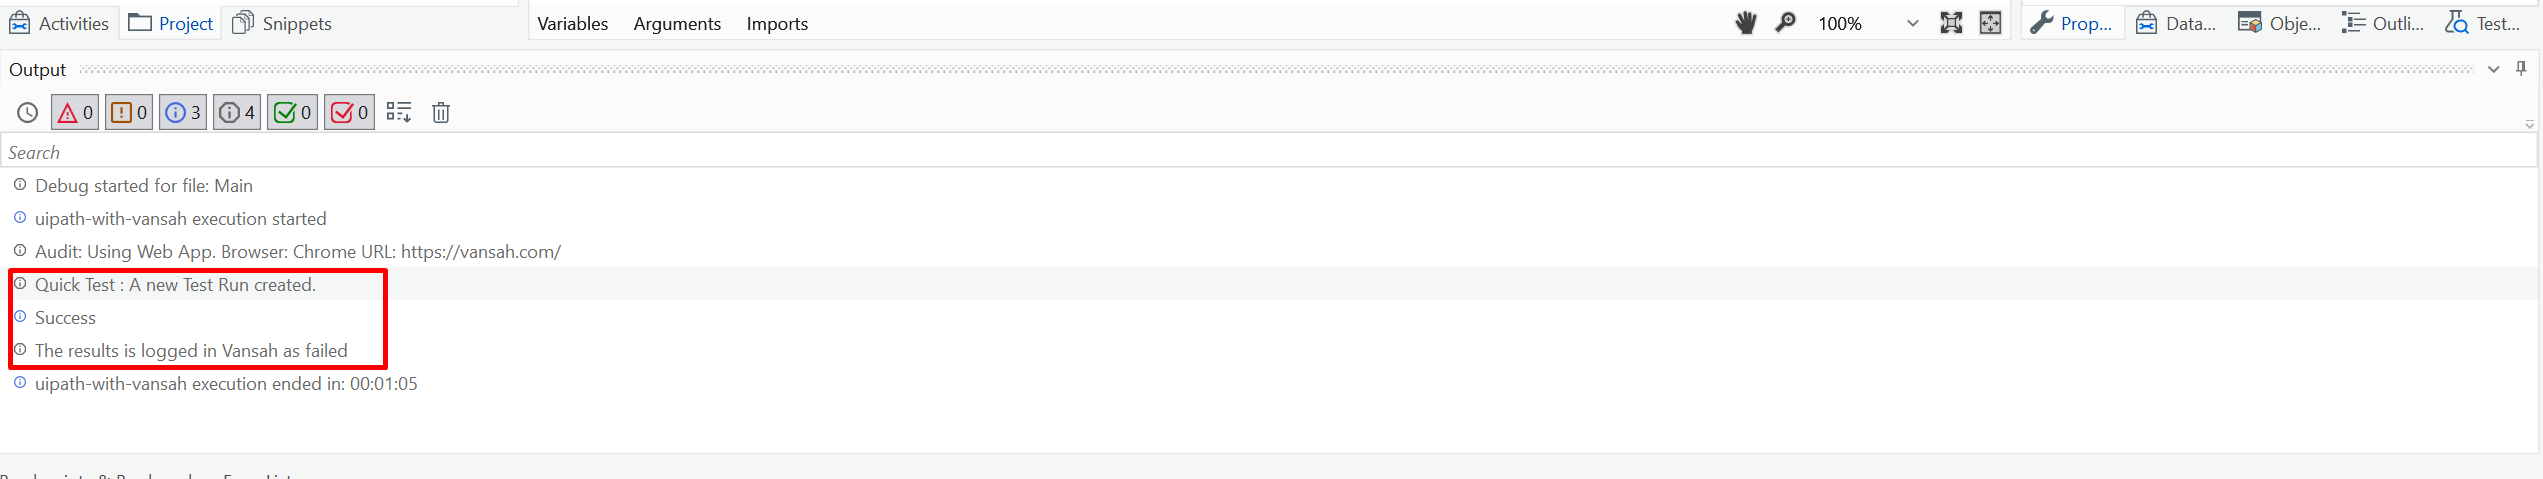 Activities Project Snippets Variables Arguments Imports 100% Prop... Data... Obje... Outli... Test...
Output
0 0 3 4 0 0
Search
Debug started for file: Main
uipath-with-vansah execution started
Audit: Using Web App. Browser: Chrome URL: https://vansah.com/
Quick Test : A new Test Run created.
Success
The results is logged in Vansah as failed
uipath-with-vansah execution ended in: 00:01:05